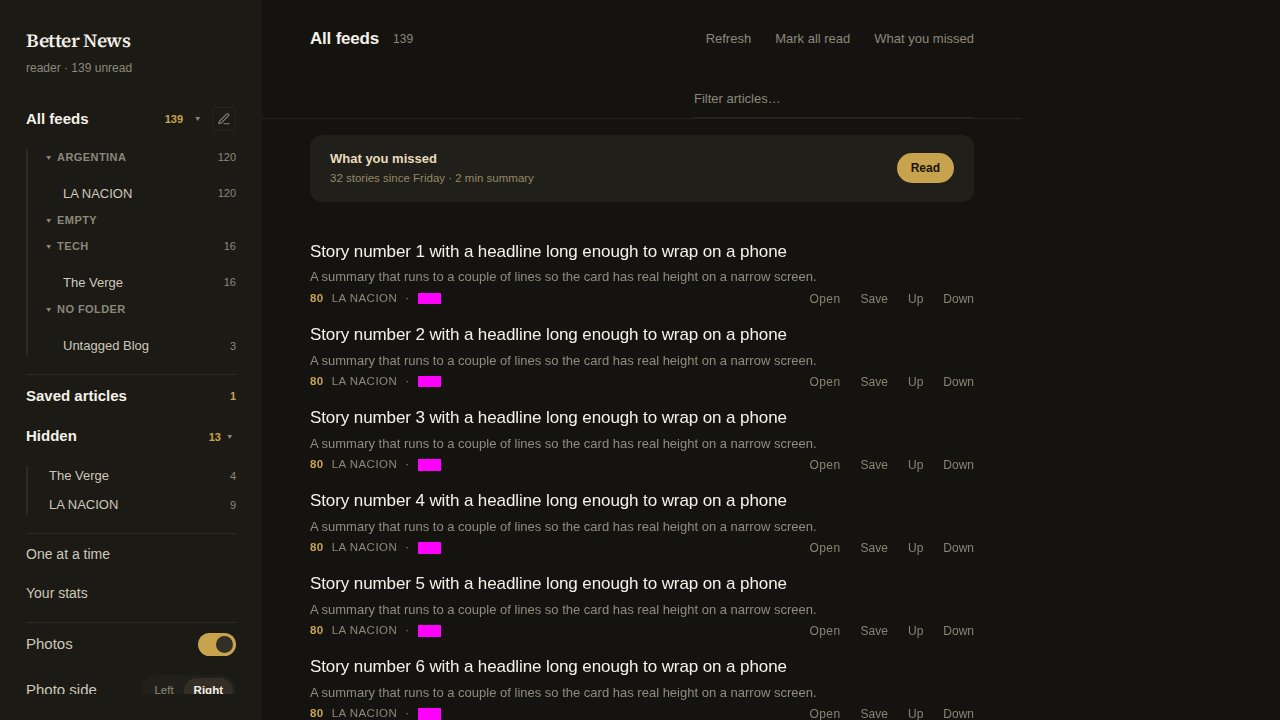 Better News
reader · 139 unread
All feeds 139
ARGENTINA 120
LA NACION 120
EMPTY
TECH 16
The Verge 16
NO FOLDER
Untagged Blog 3
Saved articles 1
Hidden 13
The Verge 4
LA NACION 9
One at a time
Your stats
Photos
Photo side Left Right
All feeds 139 Refresh Mark all read What you missed
Filter articles…
What you missed
32 stories since Friday · 2 min summary
Read
Story number 1 with a headline long enough to wrap on a phone
A summary that runs to a couple of lines so the card has real height on a narrow screen.
80 LA NACION · Open Save Up Down
Story number 2 with a headline long enough to wrap on a phone
A summary that runs to a couple of lines so the card has real height on a narrow screen.
80 LA NACION · Open Save Up Down
Story number 3 with a headline long enough to wrap on a phone
A summary that runs to a couple of lines so the card has real height on a narrow screen.
80 LA NACION · Open Save Up Down
Story number 4 with a headline long enough to wrap on a phone
A summary that runs to a couple of lines so the card has real height on a narrow screen.
80 LA NACION · Open Save Up Down
Story number 5 with a headline long enough to wrap on a phone
A summary that runs to a couple of lines so the card has real height on a narrow screen.
80 LA NACION · Open Save Up Down
Story number 6 with a headline long enough to wrap on a phone
A summary that runs to a couple of lines so the card has real height on a narrow screen.
80 LA NACION · Open Save Up Down